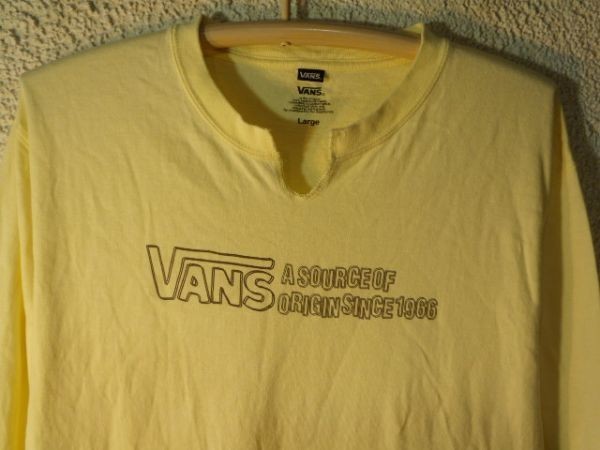 VANS
VANS
Large
VANS
A SOURCE OF
ORIGIN SINCE 1966